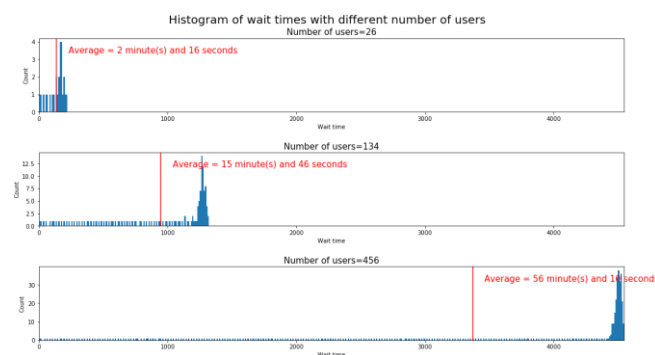 Histogram of wait times with different number of users
Number of users=26
Average = 2 minute(s) and 16 seconds
Count
4
3
2
1
0
0 1000 2000 3000 4000
Wait time
Number of users=134
Average = 15 minute(s) and 46 seconds
Count
12.5
10.0
7.5
5.0
2.5
0.0
0 1000 2000 3000 4000
Wait time
Number of users=456
Average = 56 minute(s) and seconds
Count
30
20
10
0
0 1000 2000 3000 4000
Wait time